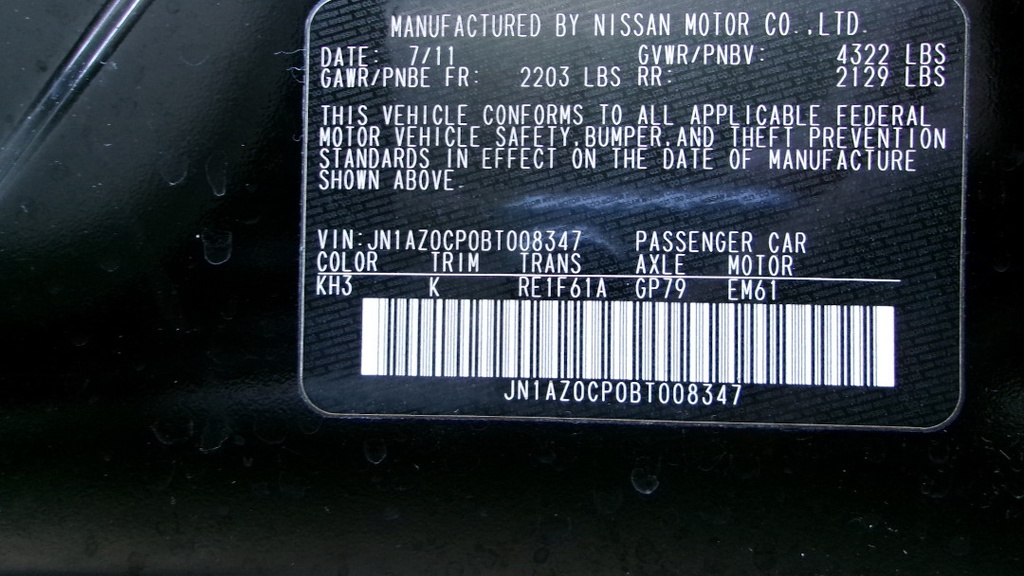 MANUFACTURED BY NISSAN MOTOR CO.,LTD.
DATE: 7/11 GVWR/PNBV: 4322 LBS
GAWR/PNBE FR: 2203 LBS RR: 2129 LBS
THIS VEHICLE CONFORMS TO ALL APPLICABLE FEDERAL
MOTOR VEHICLE SAFETY,BUMPER,AND THEFT PREVENTION
STANDARDS IN EFFECT ON THE DATE OF MANUFACTURE
SHOWN ABOVE.
VIN:JN1AZ0CP0BT008347 PASSENGER CAR
COLOR TRIM TRANS AXLE MOTOR
KH3 K RE1F61A GP79 EM61
JN1AZ0CP0BT008347